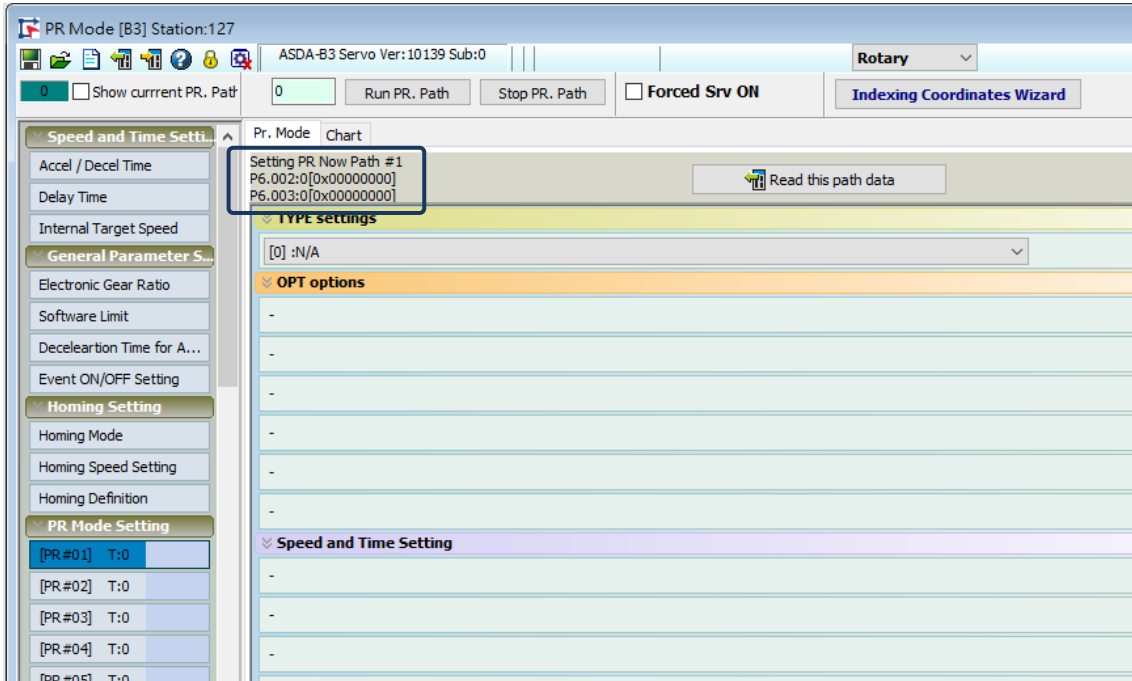 PR Mode [B3] Station:127
ASDA-B3 Servo Ver:10139 Sub:0
Rotary
0
Show currrent PR. Path
0
Run PR. Path
Stop PR. Path
Forced Srv ON
Indexing Coordinates Wizard
Speed and Time Setti...
Accel / Decel Time
Delay Time
Internal Target Speed
General Parameter S...
Electronic Gear Ratio
Software Limit
Deceleartion Time for A...
Event ON/OFF Setting
Homing Setting
Homing Mode
Homing Speed Setting
Homing Definition
PR Mode Setting
[PR#01] T:0
[PR#02] T:0
[PR#03] T:0
[PR#04] T:0
[PR#05] T:0
Pr. Mode
Chart
Setting PR Now Path #1
P6.002:0[0x00000000]
P6.003:0[0x00000000]
Read this path data
TYPE settings
[0] :N/A
OPT options
-
-
-
-
-
-
Speed and Time Setting
-
-
-